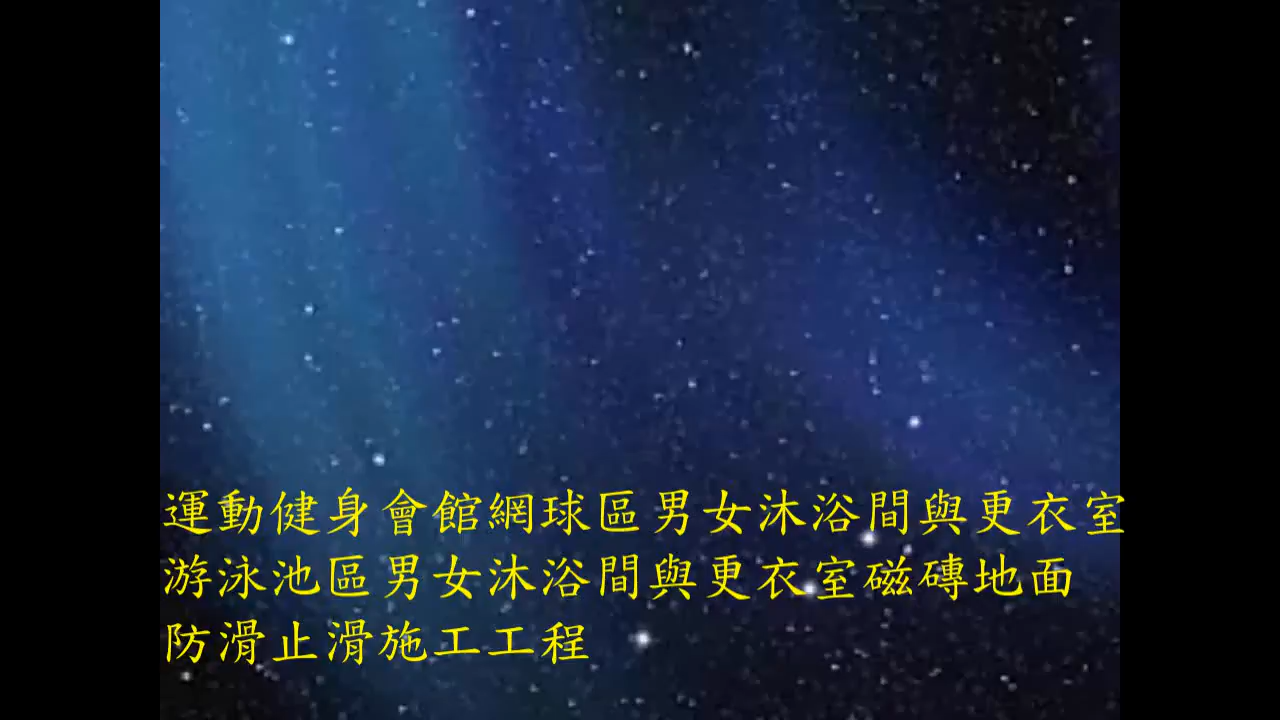 運動健身會館網球區男女沐浴間與更衣室
游泳池區男女沐浴間與更衣室磁磚地面
防滑止滑施工工程